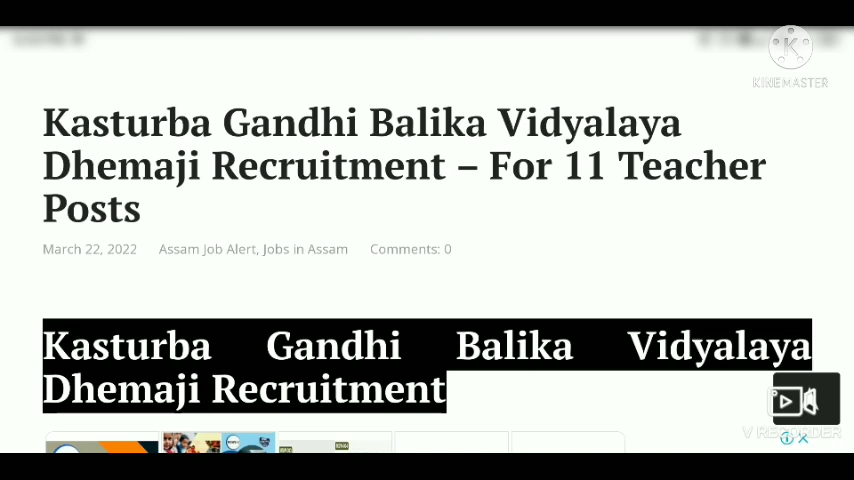 KINEMASTER
Kasturba Gandhi Balika Vidyalaya
Dhemaji Recruitment – For 11 Teacher
Posts
March 22, 2022 Assam Job Alert, Jobs in Assam Comments: 0
Kasturba Gandhi Balika Vidyalaya
Dhemaji Recruitment
V RECORDER